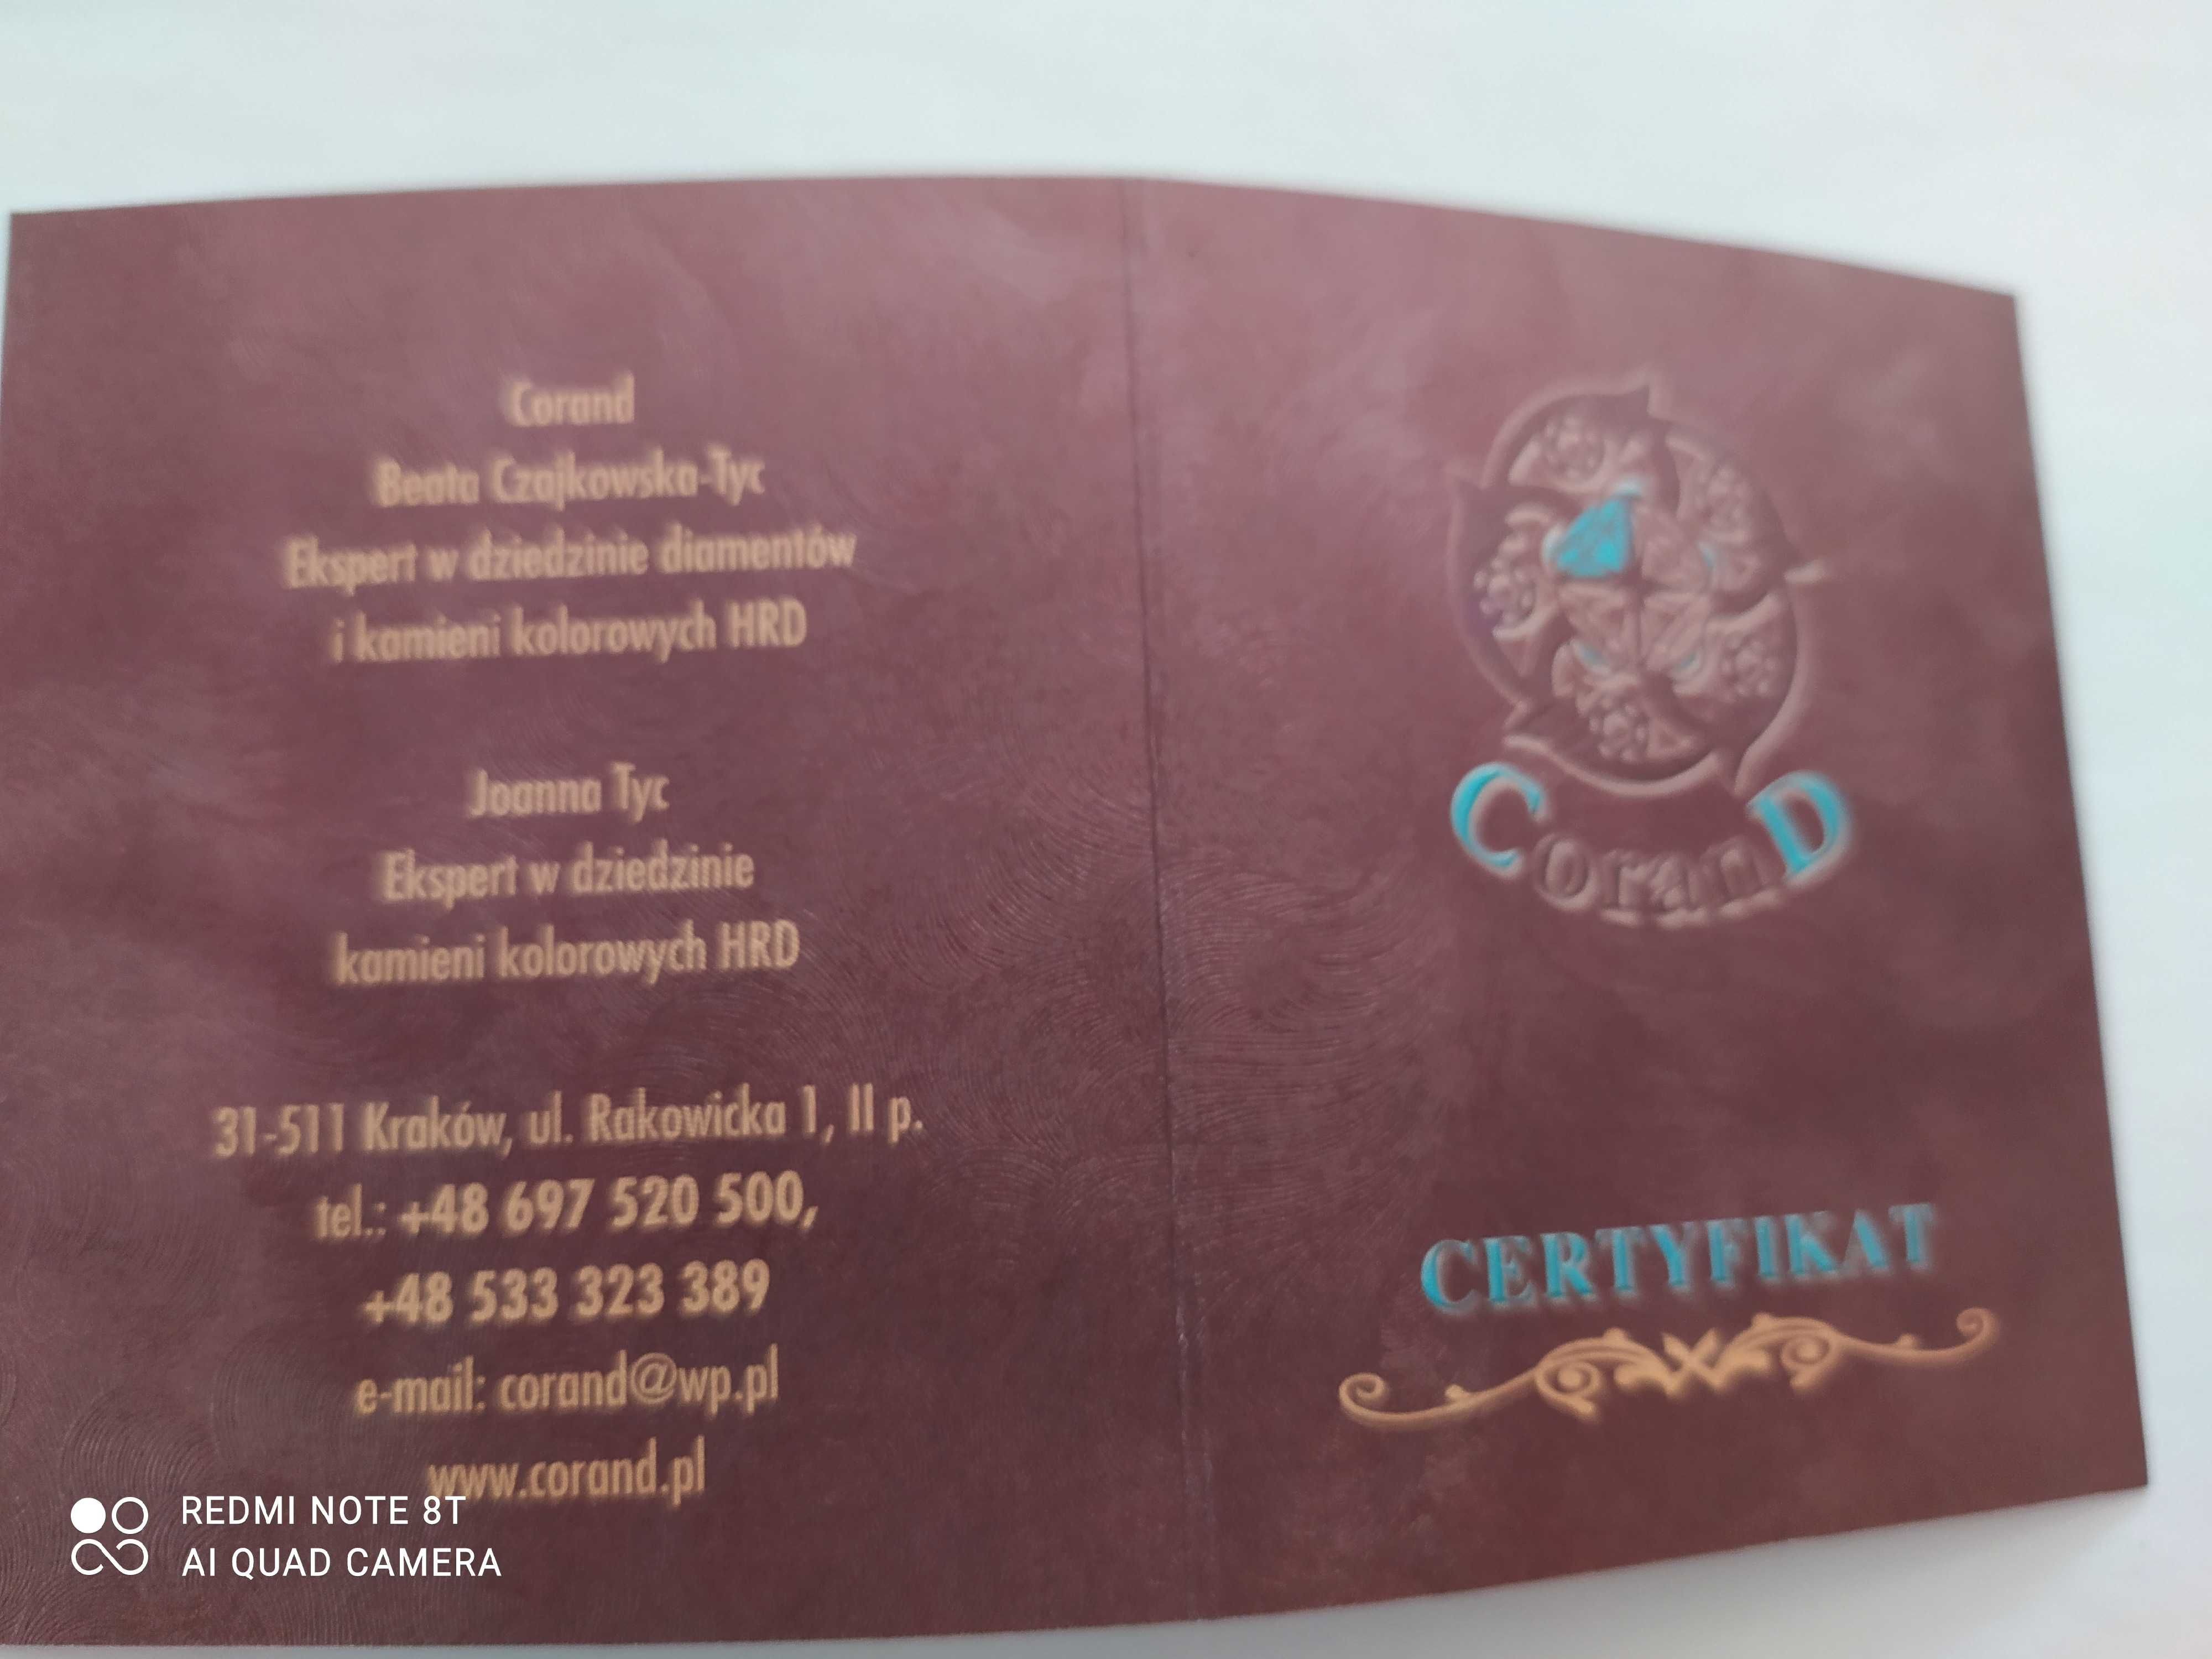 Corand
Beata Czajkowska-Tyc
Ekspert w dziedzinie diamentów
i kamieni kolorowych HRD
Joanna Tyc
Ekspert w dziedzinie
kamieni kolorowych HRD
31-511 Kraków, ul. Rakowicka 1, II p.
tel.: +48 697 520 500,
+48 533 323 389
e-mail: corand@wp.pl
www.corand.pl
CoranD
CERTYFIKAT
REDMI NOTE 8T
AI QUAD CAMERA